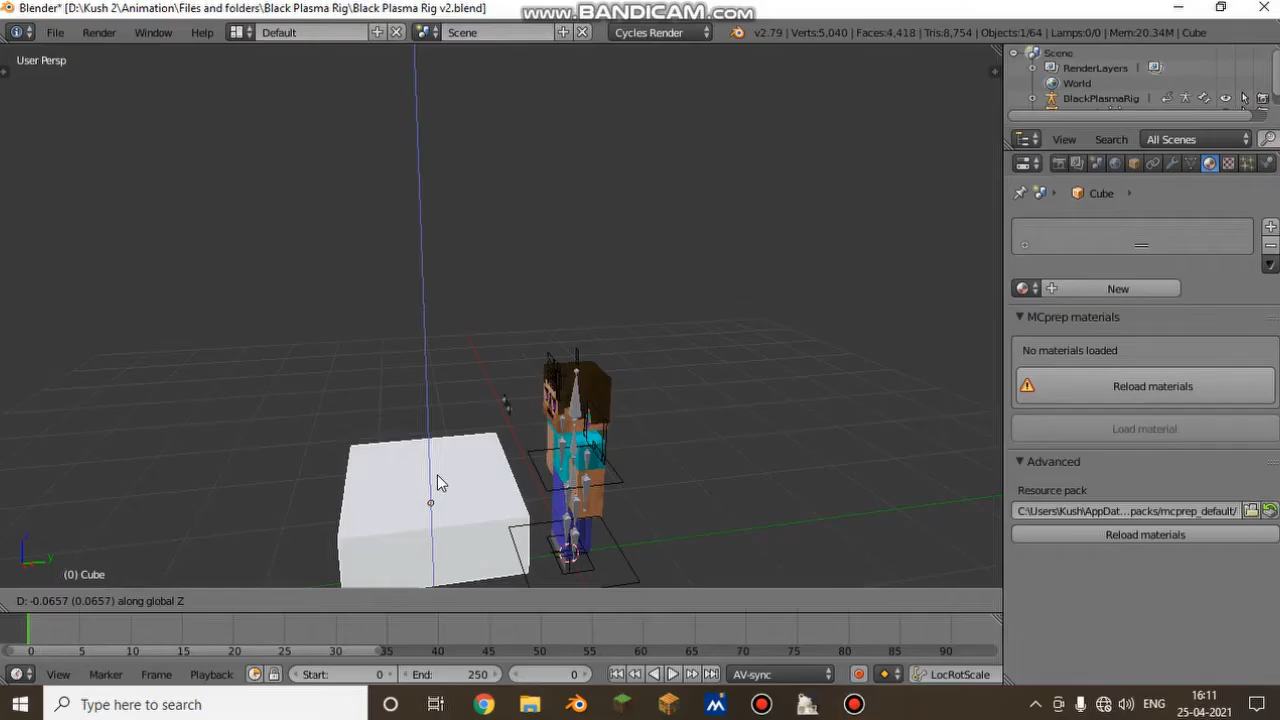 Blender* [D:\Kush 2\Animation\Files and folders\Black Plasma Rig\Black Plasma Rig v2.blend]
www.BANDICAM.com
File Render Window Help Default Scene Cycles Render v2.79 | Verts:5,040 | Faces:4,418 | Tris:8,754 | Objects:1/64 | Lamps:0/0 | Mem:20.34M | Cube
User Persp
Scene
RenderLayers
World
BlackPlasmaRig
View Search All Scenes
Cube
New
MCprep materials
No materials loaded
Reload materials
Load material
Advanced
Resource pack
C:\Users\Kush\AppDat...packs/mcprep_default/
Reload materials
z
y
(0) Cube
D: -0.0657 (0.0657) along global Z
0 5 10 15 20 25 30 35 40 45 50 55 60 65 70 75 80 85 90
View Marker Frame Playback Start: 0 End: 250 0 AV-sync LocRotScale
Type here to search
ENG
16:11
25-04-2021